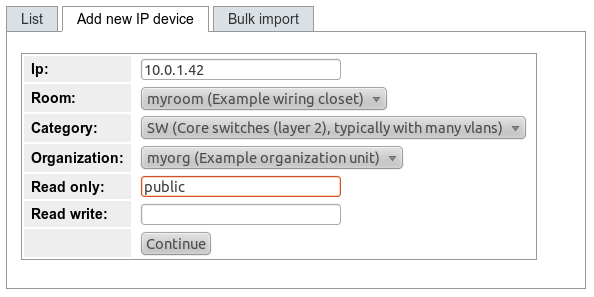 List Add new IP device Bulk import
Ip: 10.0.1.42
Room: myroom (Example wiring closet)
Category: SW (Core switches (layer 2), typically with many vlans)
Organization: myorg (Example organization unit)
Read only: public
Read write:
Continue